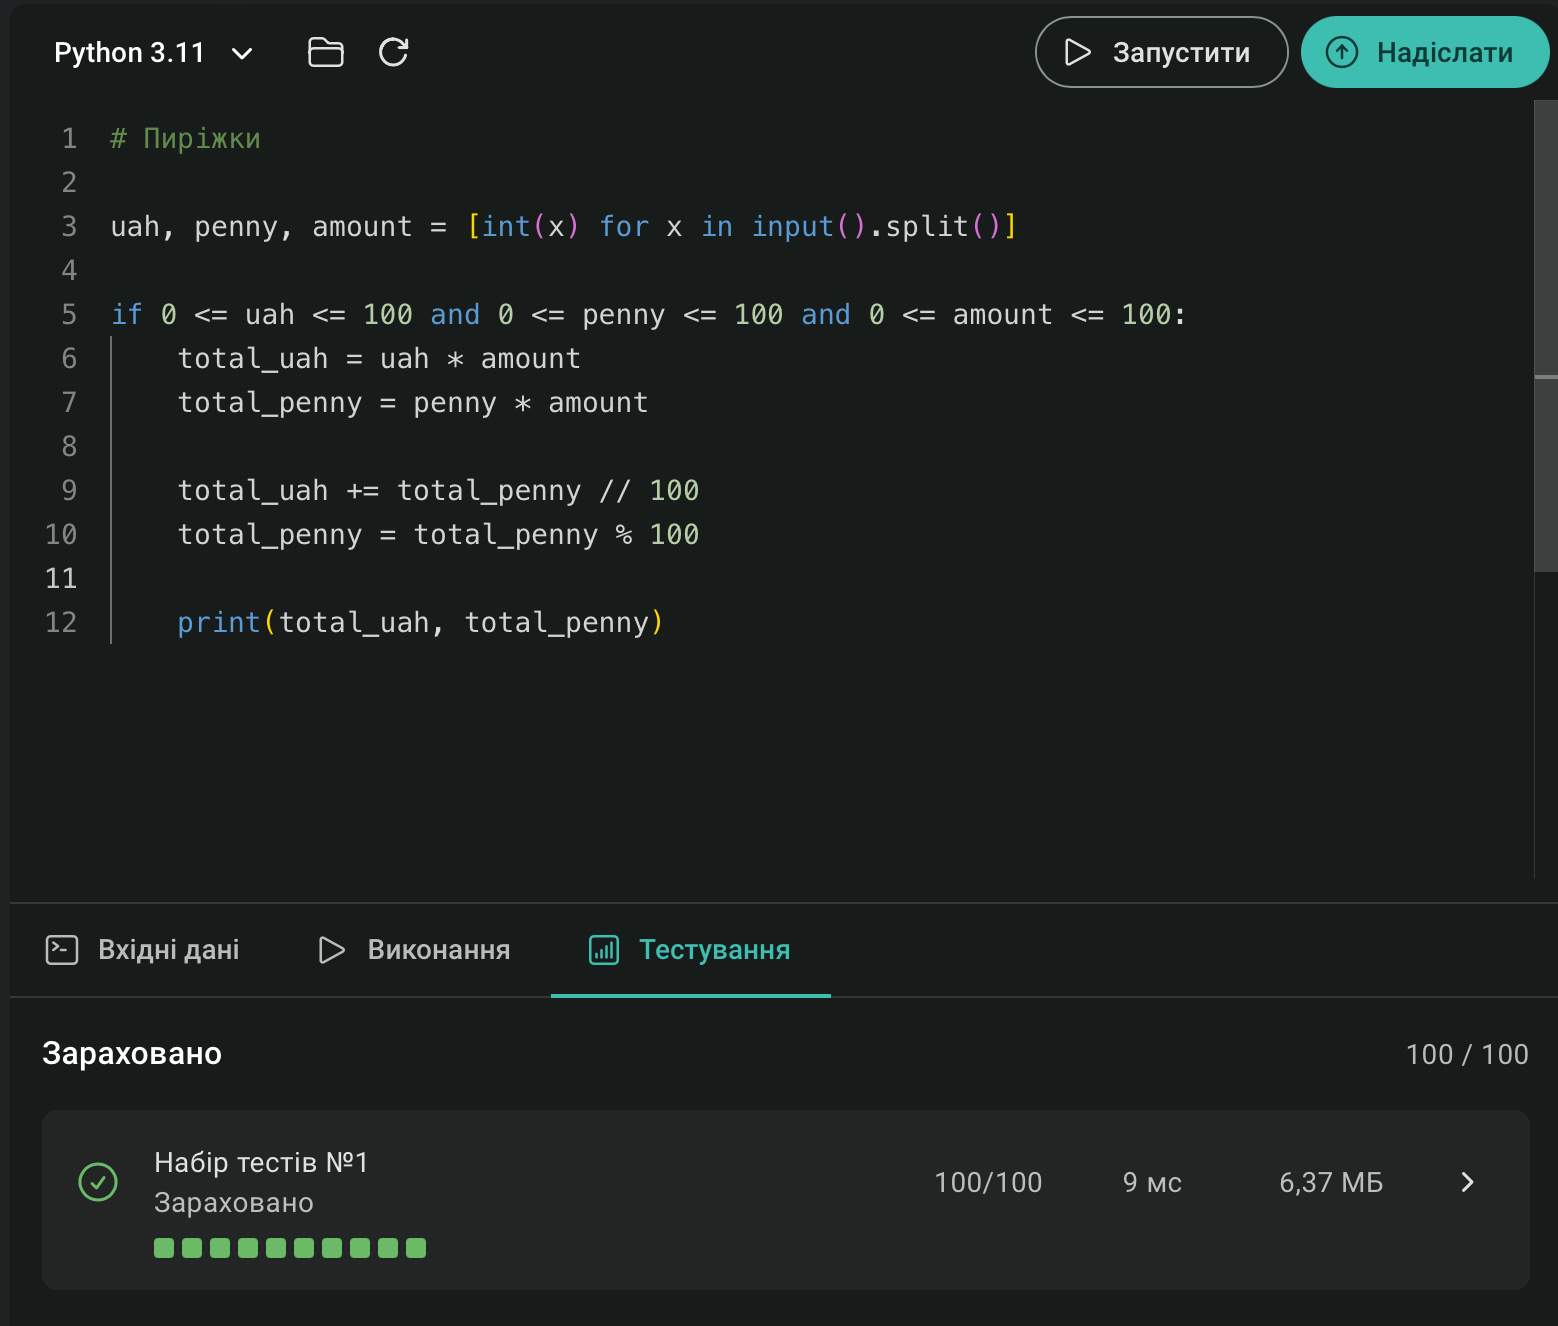 Python 3.11
Запустити
Надіслати
1 # Пиріжки
2
3 uah, penny, amount = [int(x) for x in input().split()]
4
5 if 0 <= uah <= 100 and 0 <= penny <= 100 and 0 <= amount <= 100:
6     total_uah = uah * amount
7     total_penny = penny * amount
8
9     total_uah += total_penny // 100
10     total_penny = total_penny % 100
11
12     print(total_uah, total_penny)
Вхідні дані
Виконання
Тестування
Зараховано
100 / 100
Набір тестів №1
Зараховано
100/100
9 мс
6,37 МБ